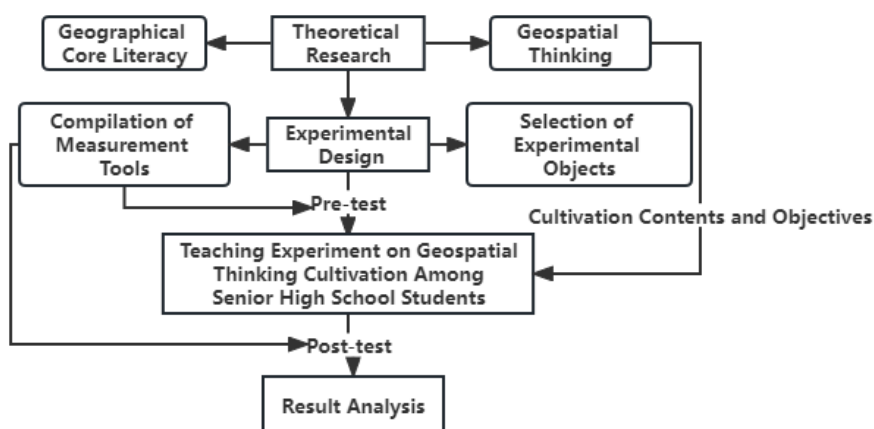 Geographical
Core Literacy
Theoretical
Research
Geospatial
Thinking
Compilation of
Measurement
Tools
Experimental
Design
Selection of
Experimental
Objects
Pre-test
Cultivation Contents and Objectives
Teaching Experiment on Geospatial
Thinking Cultivation Among
Senior High School Students
Post-test
Result Analysis